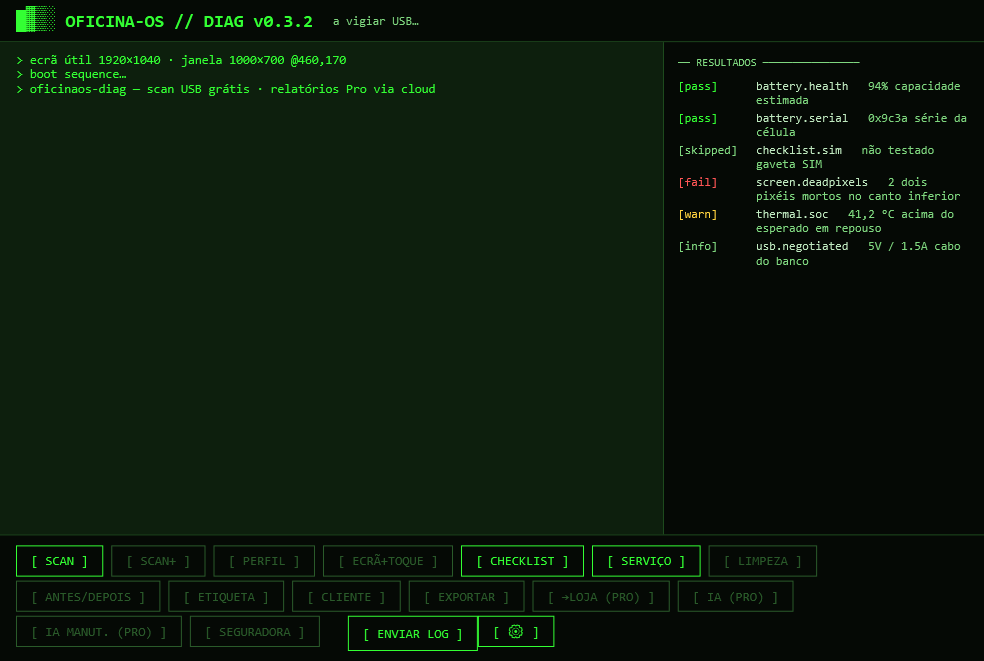 OFICINA-OS // DIAG v0.3.2 a vigiar USB…
> ecrã útil 1920×1040 · janela 1000×700 @460,170
> boot sequence…
> oficinaos-diag — scan USB grátis · relatórios Pro via cloud
── RESULTADOS ────────────────
[pass] battery.health 94% capacidade
estimada
[pass] battery.serial 0x9c3a série da
célula
[skipped] checklist.sim não testado
gaveta SIM
[fail] screen.deadpixels 2 dois
pixéis mortos no canto inferior
[warn] thermal.soc 41,2 °C acima do
esperado em repouso
[info] usb.negotiated 5V / 1.5A cabo
do banco
[ SCAN ] [ SCAN+ ] [ PERFIL ] [ ECRÃ+TOQUE ] [ CHECKLIST ] [ SERVIÇO ] [ LIMPEZA ]
[ ANTES/DEPOIS ] [ ETIQUETA ] [ CLIENTE ] [ EXPORTAR ] [ →LOJA (PRO) ] [ IA (PRO) ]
[ IA MANUT. (PRO) ] [ SEGURADORA ] [ ENVIAR LOG ] [ ⚙ ]